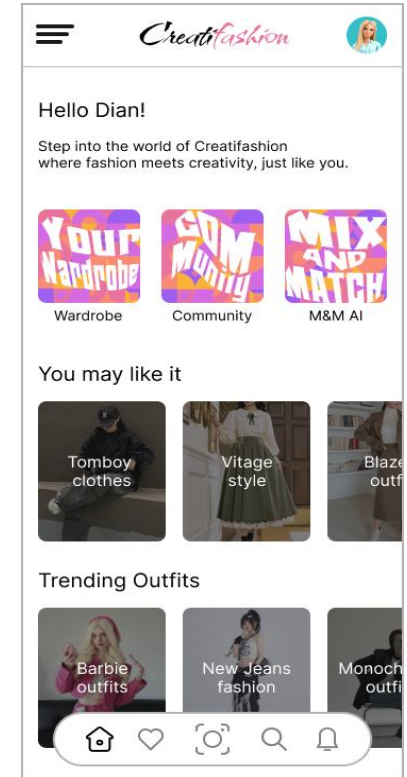 Creatifashion
Hello Dian!
Step into the world of Creatifashion
where fashion meets creativity, just like you.
Your Wardrobe
COMMunity
MIX AND MATCH
Wardrobe
Community
M&M AI
You may like it
Tomboy
clothes
Vitage
style
Blaze
outf
Trending Outfits
Barbie
outfits
New Jeans
fashion
Monoch
outfi